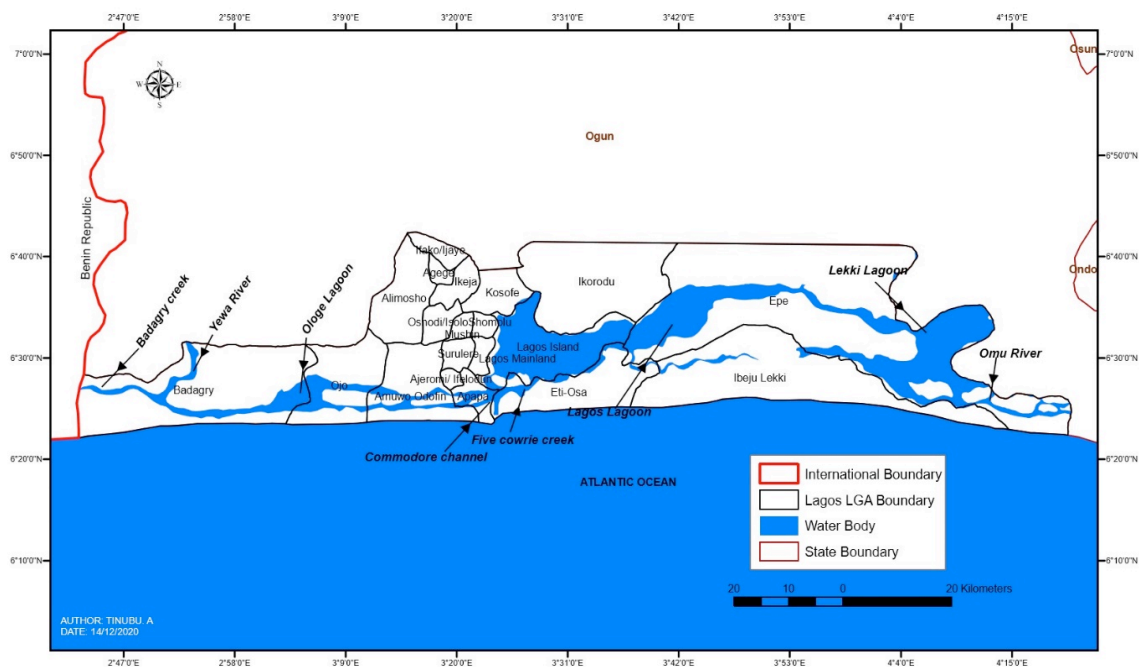 2°47'0"E 2°58'0"E 3°9'0"E 3°20'0"E 3°31'0"E 3°42'0"E 3°53'0"E 4°4'0"E 4°15'0"E
7°0'0"N
7°0'0"N
N
W E
S
Osun
Ogun
6°50'0"N
6°50'0"N
Benin Republic
6°40'0"N
6°40'0"N
Ifako/Ijaye
Agege
Ikeja
Alimosho
Kosofe
Ikorodu
Epe
Lekki Lagoon
Ondo
Badagry creek
Yewa River
Ologe Lagoon
Oshodi/Isolo
Shomolu
Mushin
Lagos Island
Surulere
Lagos Mainland
6°30'0"N
6°30'0"N
Omu River
Badagry
Ojo
Ajeromi/ Ifelodun
Amuwo Odofin
Apapa
Eti-Osa
Ibeju Lekki
Lagos Lagoon
Five cowrie creek
Commodore channel
6°20'0"N
6°20'0"N
ATLANTIC OCEAN
International Boundary
Lagos LGA Boundary
Water Body
State Boundary
6°10'0"N
6°10'0"N
20 10 0 20 Kilometers
AUTHOR: TINUBU. A
DATE: 14/12/2020
2°47'0"E 2°58'0"E 3°9'0"E 3°20'0"E 3°31'0"E 3°42'0"E 3°53'0"E 4°4'0"E 4°15'0"E